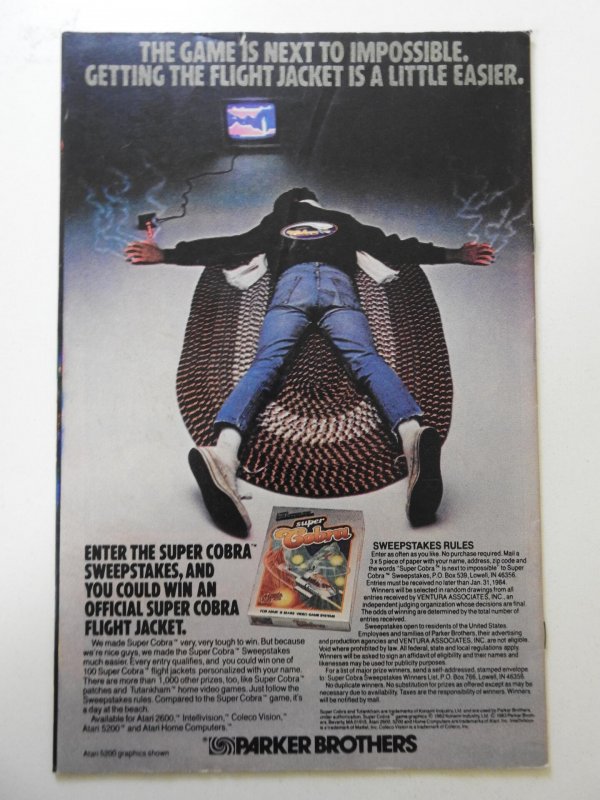 THE GAME IS NEXT TO IMPOSSIBLE.
GETTING THE FLIGHT JACKET IS A LITTLE EASIER.
ENTER THE SUPER COBRA™
SWEEPSTAKES, AND
YOU COULD WIN AN
OFFICIAL SUPER COBRA
FLIGHT JACKET.
We made Super Cobra™ very, very tough to win. But because
we're nice guys, we made the Super Cobra™ Sweepstakes
much easier. Every entry qualifies, and you could win one of
100 Super Cobra™ flight jackets personalized with your name.
There are more than 1,000 other prizes, too, like Super Cobra™
patches and Tutankham™ home video games. Just follow the
Sweepstakes rules. Compared to the Super Cobra™ game, it's
a day at the beach.
Available for Atari 2600,™ Intellivision,™ Coleco Vision,™
Atari 5200™ and Atari Home Computers.™
Atari 5200 graphics shown
super
Cobra
SWEEPSTAKES RULES
Enter as often as you like. No purchase required. Mail a
3 x 5 piece of paper with your name, address, zip code and
the words "Super Cobra™ is next to impossible" to Super
Cobra™ Sweepstakes, P.O. Box 539, Lowell, IN 46356.
Entries must be received no later than Jan. 31, 1984.
Winners will be selected in random drawings from all
entries received by VENTURA ASSOCIATES, INC., an
independent judging organization whose decisions are final.
The odds of winning are determined by the total number of
entries received.
Sweepstakes open to residents of the United States.
Employees and families of Parker Brothers, their advertising
and production agencies and VENTURA ASSOCIATES, INC. are not eligible.
Void where prohibited by law. All federal, state and local regulations apply.
Winners will be asked to sign an affidavit of eligibility and their names and
likenesses may be used for publicity purposes.
For a list of major prize winners, send a self-addressed, stamped envelope
to: Super Cobra Sweepstakes Winners List, P.O. Box 766, Lowell, IN 46356.
No duplicate winners. No substitution for prizes as offered except as may be
necessary due to availability. Taxes are the responsibility of winners. Winners
will be notified by mail.
PARKER BROTHERS